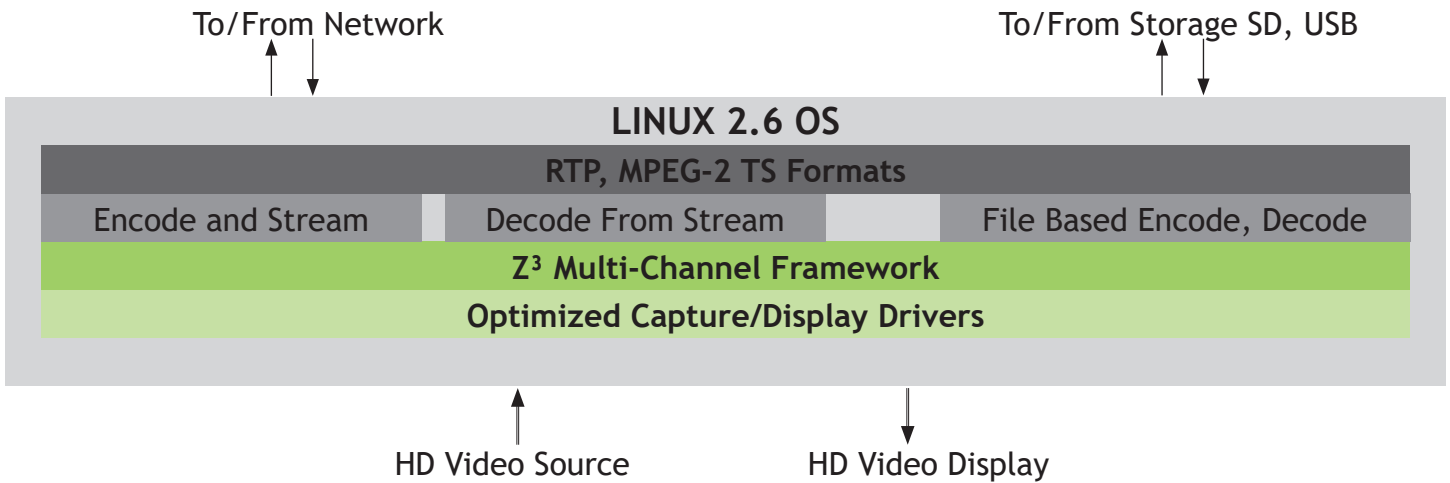 To/From Network
To/From Storage SD, USB
LINUX 2.6 OS
RTP, MPEG-2 TS Formats
Encode and Stream
Decode From Stream
File Based Encode, Decode
Z³ Multi-Channel Framework
Optimized Capture/Display Drivers
HD Video Source
HD Video Display